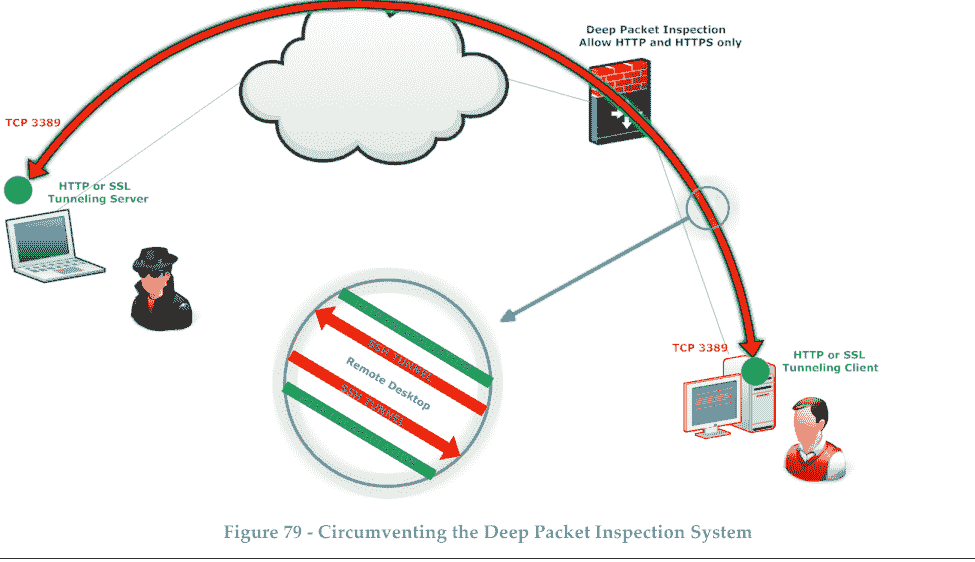 Deep Packet Inspection
Allow HTTP and HTTPS only
TCP 3389
HTTP or SSL
Tunneling Server
SSH TUNNEL
Remote Desktop
SSH TUNNEL
TCP 3389
HTTP or SSL
Tunneling Client
Figure 79 - Circumventing the Deep Packet Inspection System